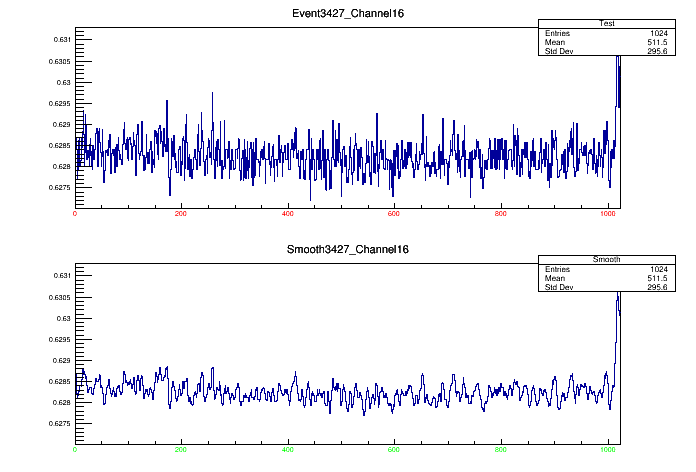 Event3427_Channel16
Test
Entries 1024
Mean 511.5
Std Dev 295.6
0.631
0.6305
0.63
0.6295
0.629
0.6285
0.628
0.6275
0 200 400 600 800 1000
Smooth3427_Channel16
Smooth
Entries 1024
Mean 511.5
Std Dev 295.6
0.631
0.6305
0.63
0.6295
0.629
0.6285
0.628
0.6275
0 200 400 600 800 1000